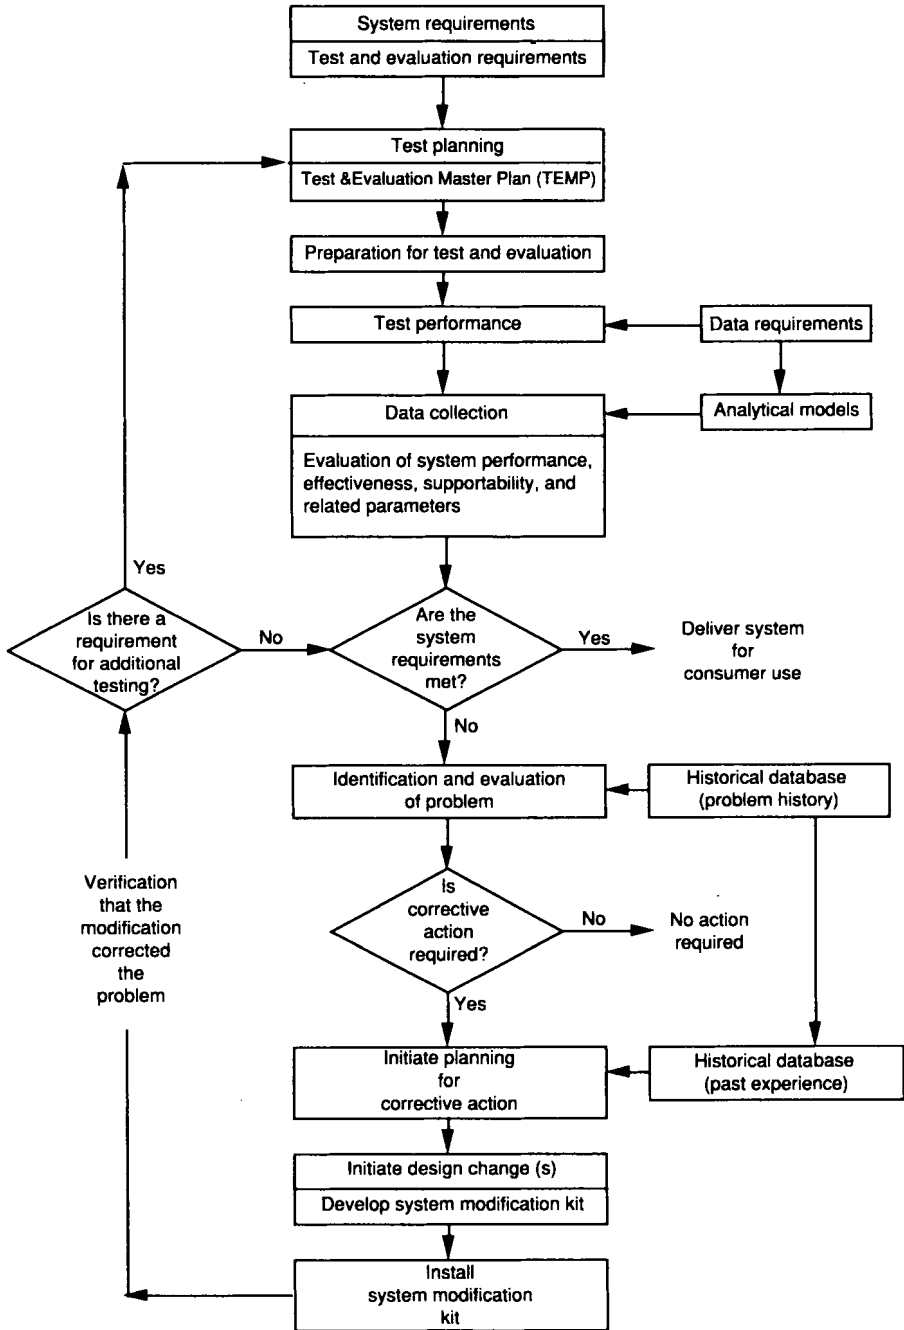 System requirements
Test and evaluation requirements
Test planning
Test &Evaluation Master Plan (TEMP)
Preparation for test and evaluation
Test performance
Data requirements
Data collection
Analytical models
Evaluation of system performance,
effectiveness, supportability, and
related parameters
Yes
Is there a
requirement
for additional
testing?
No
Are the
system
requirements
met?
Yes
Deliver system
for
consumer use
No
Identification and evaluation
of problem
Historical database
(problem history)
Verification
that the
modification
corrected
the
problem
Is
corrective
action
required?
No
No action
required
Yes
Initiate planning
for
corrective action
Historical database
(past experience)
Initiate design change (s)
Develop system modification kit
Install
system modification
kit